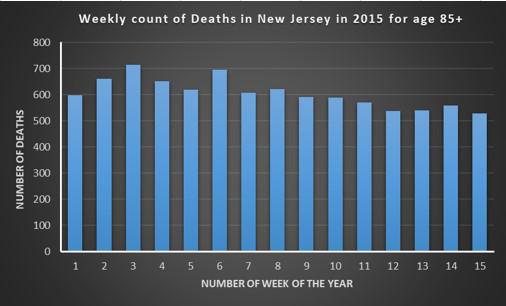 Weekly count of Deaths in New Jersey in 2015 for age 85+
NUMBER OF DEATHS
800
700
600
500
400
300
200
100
0
1 2 3 4 5 6 7 8 9 10 11 12 13 14 15
NUMBER OF WEEK OF THE YEAR